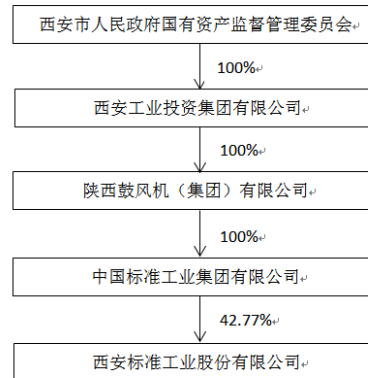 西安市人民政府国有资产监督管理委员会
100%
西安工业投资集团有限公司
100%
陕西鼓风机（集团）有限公司
100%
中国标准工业集团有限公司
42.77%
西安标准工业股份有限公司